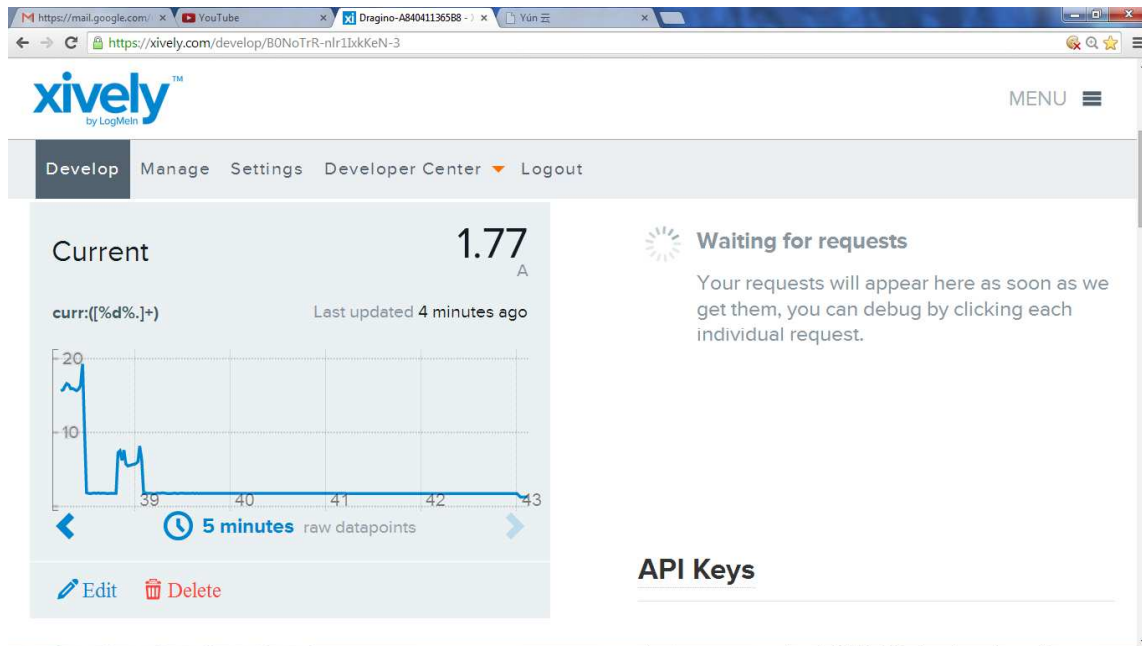 https://mail.google.com/
YouTube
Dragino-A840411365B8 -
Yún 云
https://xively.com/develop/B0NoTrR-nlr1IxkKeN-3
xively™
by LogMeIn
MENU
Develop Manage Settings Developer Center Logout
Current
1.77
A
curr:([%d%.]+)
Last updated 4 minutes ago
20
10
39 40 41 42 43
5 minutes raw datapoints
Edit Delete
Waiting for requests
Your requests will appear here as soon as we
get them, you can debug by clicking each
individual request.
API Keys